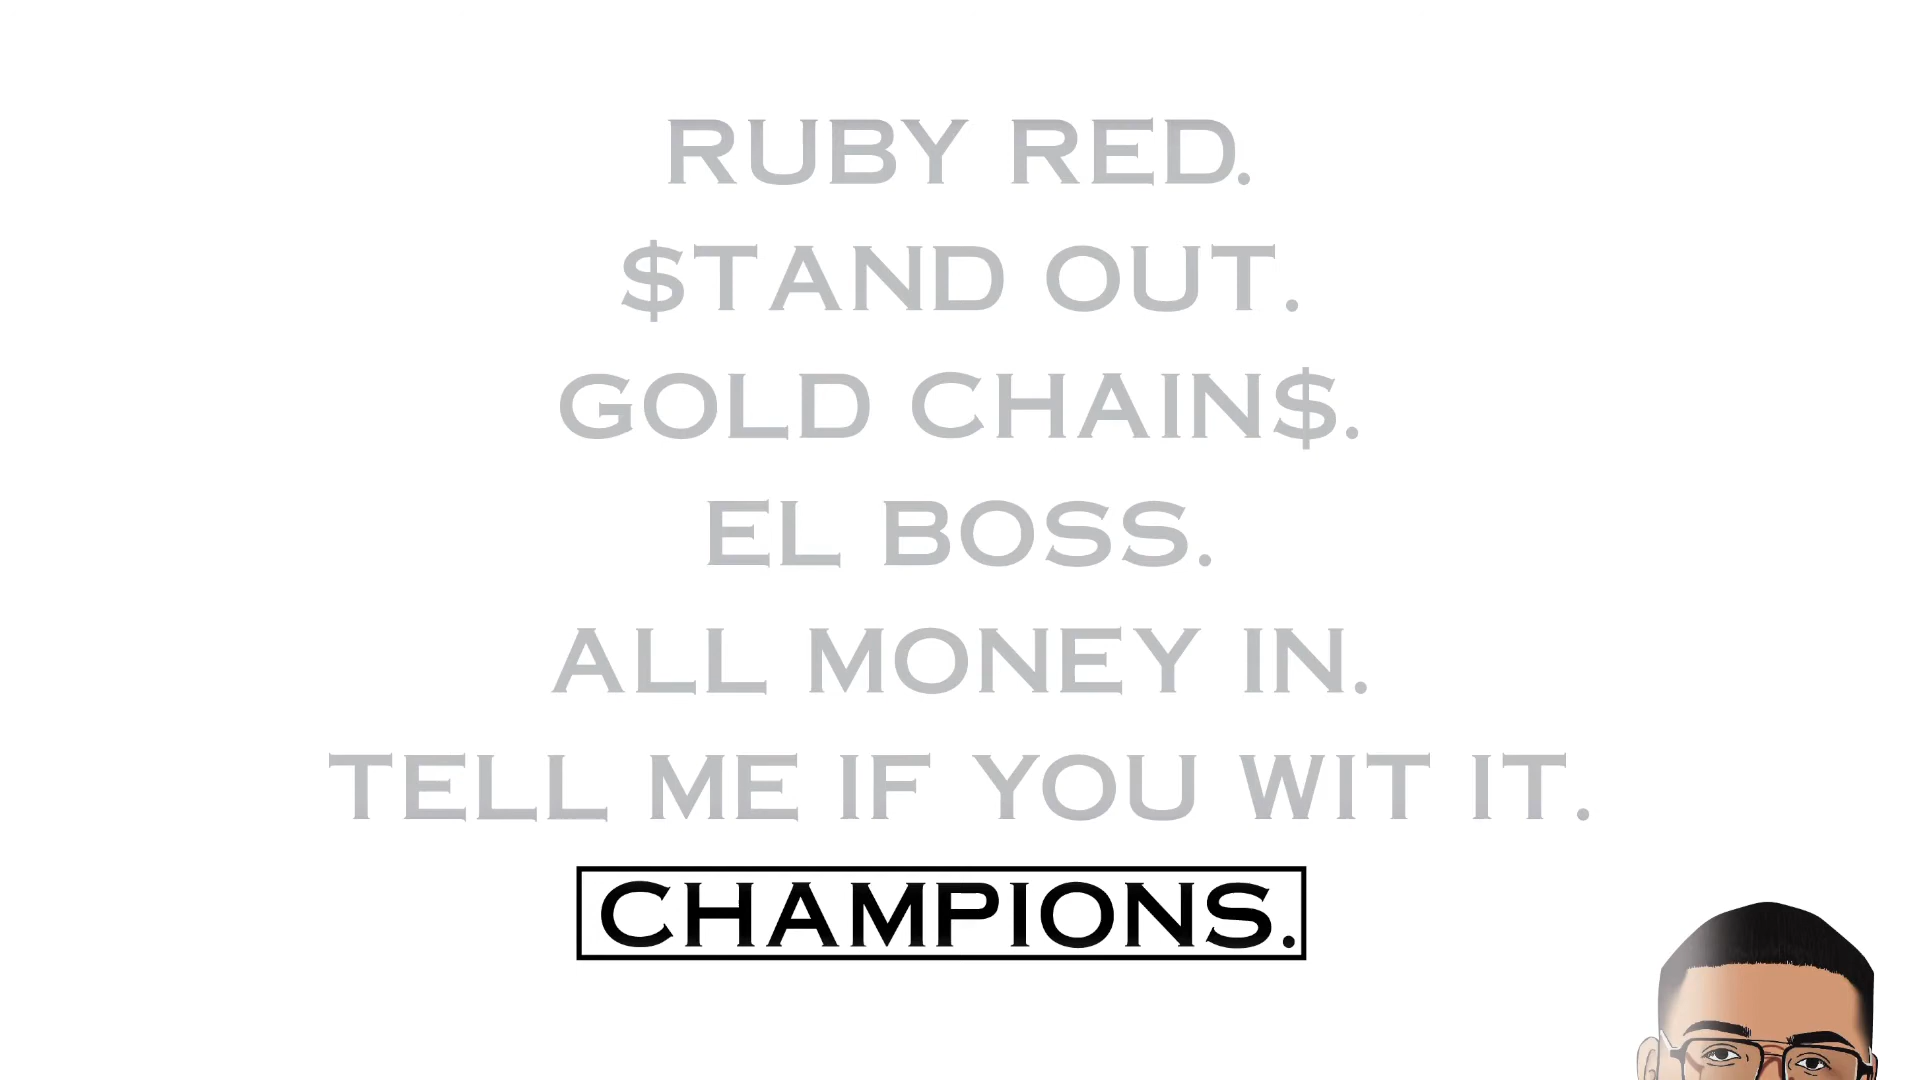 RUBY RED.
$TAND OUT.
GOLD CHAIN$.
EL BOSS.
ALL MONEY IN.
TELL ME IF YOU WIT IT.
CHAMPIONS.